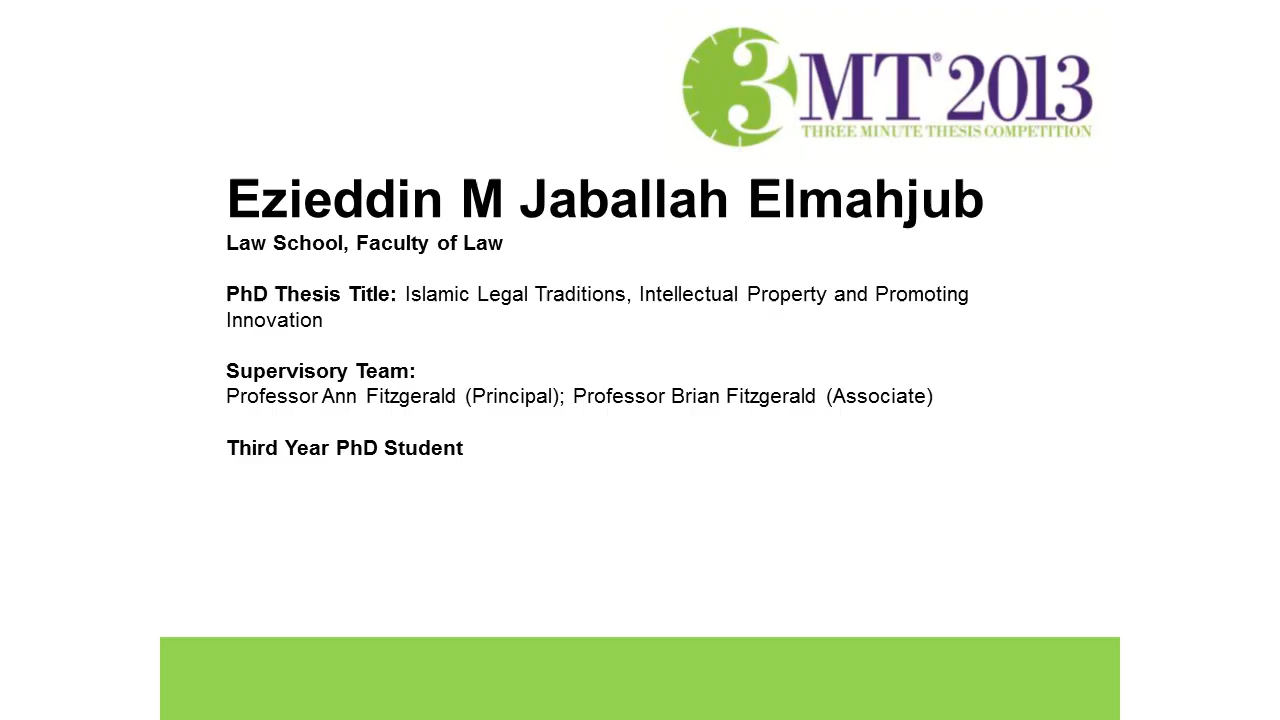 3MT® 2013
THREE MINUTE THESIS COMPETITION
Ezieddin M Jaballah Elmahjub
Law School, Faculty of Law
PhD Thesis Title: Islamic Legal Traditions, Intellectual Property and Promoting
Innovation
Supervisory Team:
Professor Ann Fitzgerald (Principal); Professor Brian Fitzgerald (Associate)
Third Year PhD Student